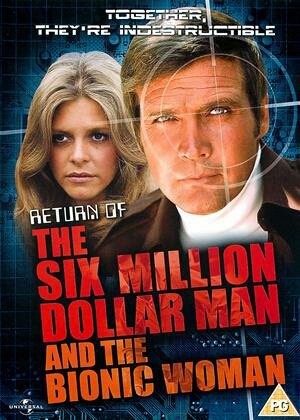 TOGETHER,
THEY'RE INDESTRUCTIBLE
RETURN OF
THE
SIX MILLION
DOLLAR MAN
AND THE
BIONIC WOMAN
UNIVERSAL
PG